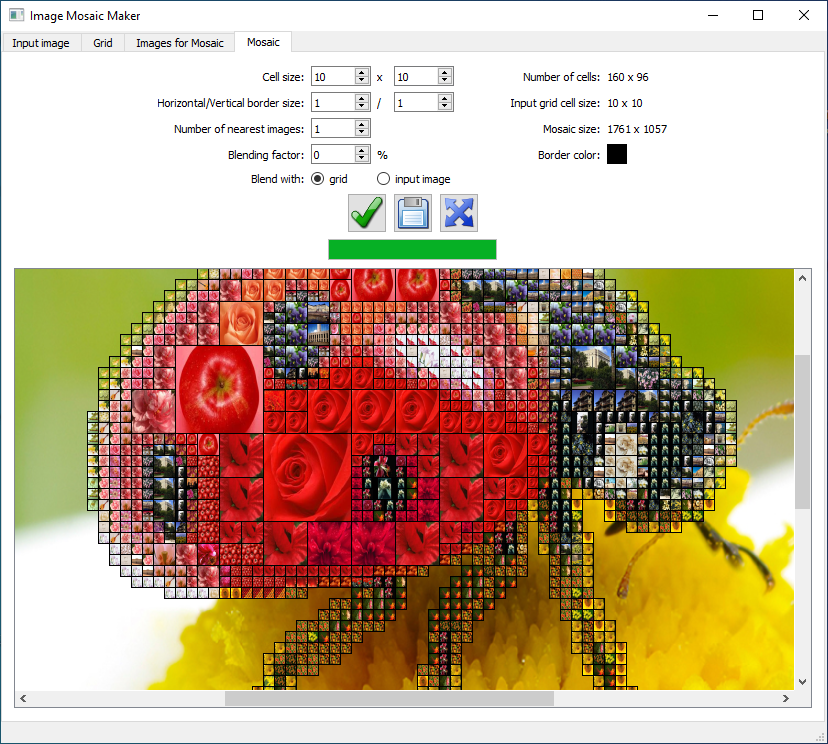 Image Mosaic Maker
Input image Grid Images for Mosaic Mosaic
Cell size: 10 x 10 Number of cells: 160 x 96
Horizontal/Vertical border size: 1 / 1 Input grid cell size: 10 x 10
Number of nearest images: 1 Mosaic size: 1761 x 1057
Blending factor: 0 % Border color:
Blend with: grid input image